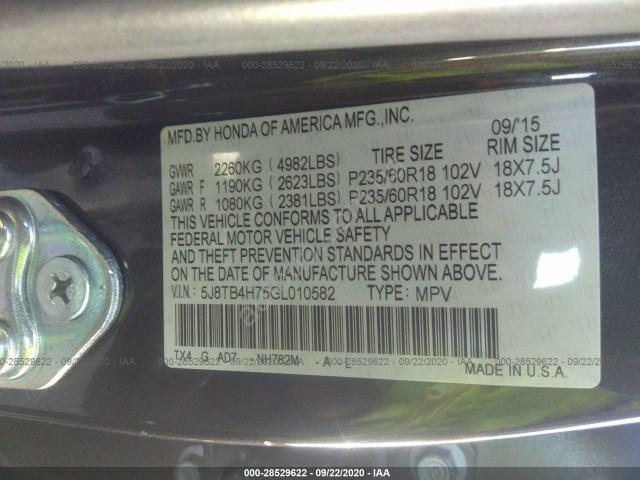 000-28529622 - 09/22/2020 - IAA
MFD.BY HONDA OF AMERICA MFG.,INC. 09/'15
TIRE SIZE RIM SIZE
GVWR 2260KG ( 4982LBS)
GAWR F 1190KG ( 2623LBS) P235/60R18 102V 18X7.5J
GAWR R 1080KG ( 2381LBS) P235/60R18 102V 18X7.5J
THIS VEHICLE CONFORMS TO ALL APPLICABLE
FEDERAL MOTOR VEHICLE SAFETY
AND THEFT PREVENTION STANDARDS IN EFFECT
ON THE DATE OF MANUFACTURE SHOWN ABOVE.
V.I.N.: 5J8TB4H75GL010582 TYPE: MPV
TX4 G AD7 NH782M - A - L
MADE IN U.S.A.
000-28529622 - 09/22/2020 - IAA